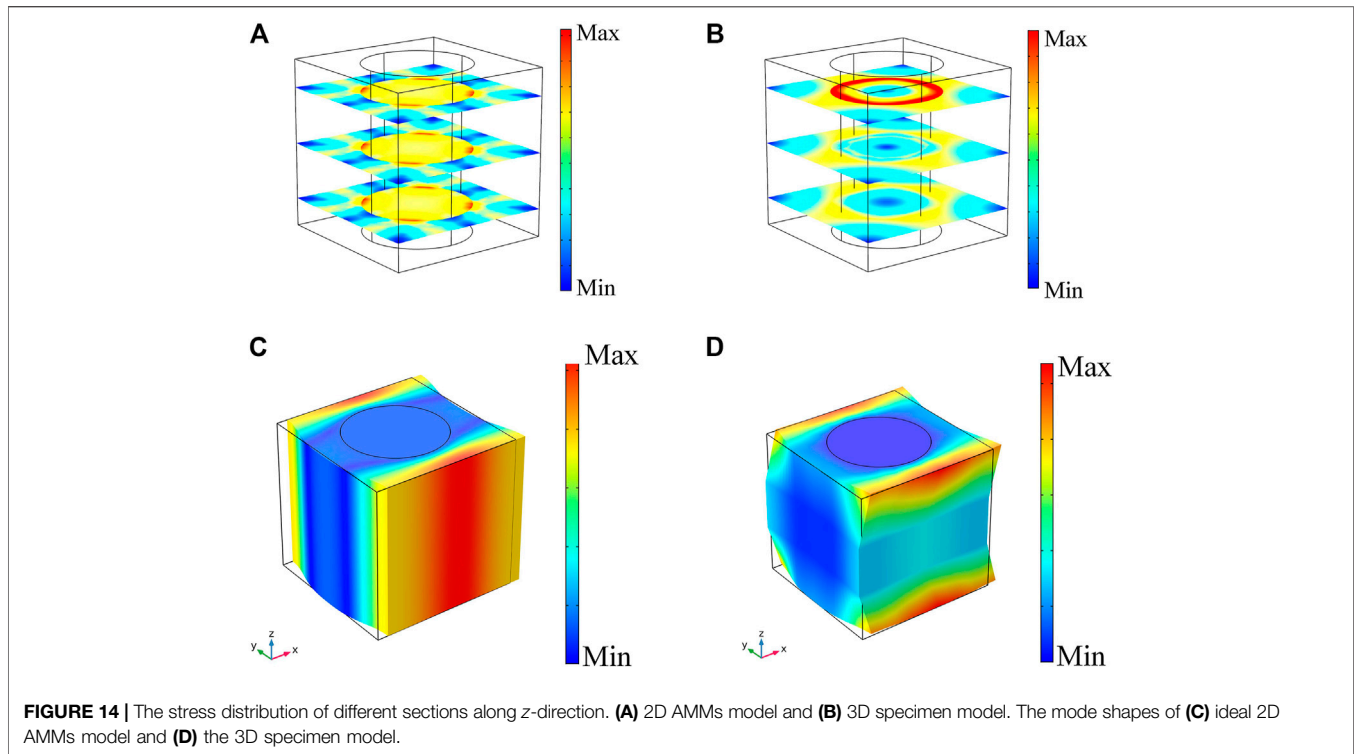 A
Max
Min
B
Max
Min
C
Max
Min
z
y
x
D
Max
Min
z
y
x
FIGURE 14 | The stress distribution of different sections along z-direction. (A) 2D AMMs model and (B) 3D specimen model. The mode shapes of (C) ideal 2D
AMMs model and (D) the 3D specimen model.